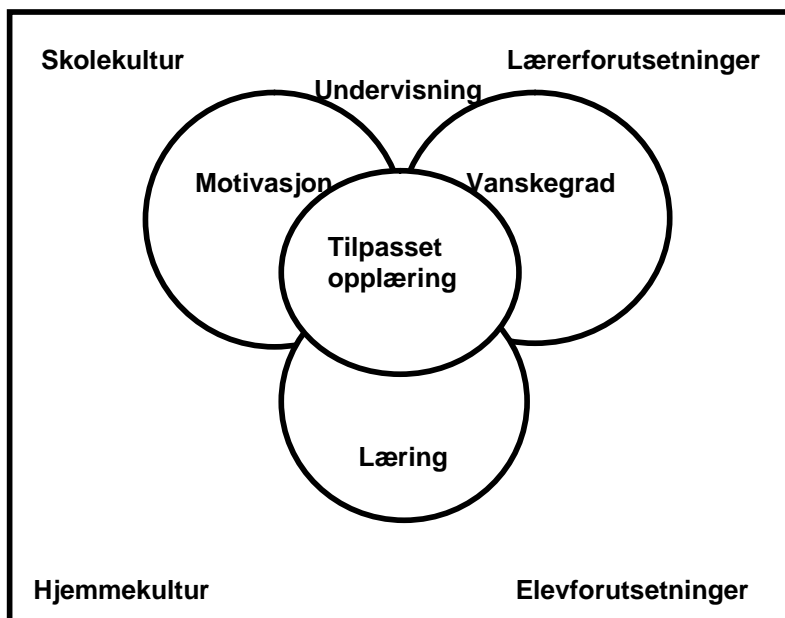 Skolekultur
Lærerforutsetninger
Undervisning
Motivasjon
Vanskegrad
Tilpasset
opplæring
Læring
Hjemmekultur
Elevforutsetninger